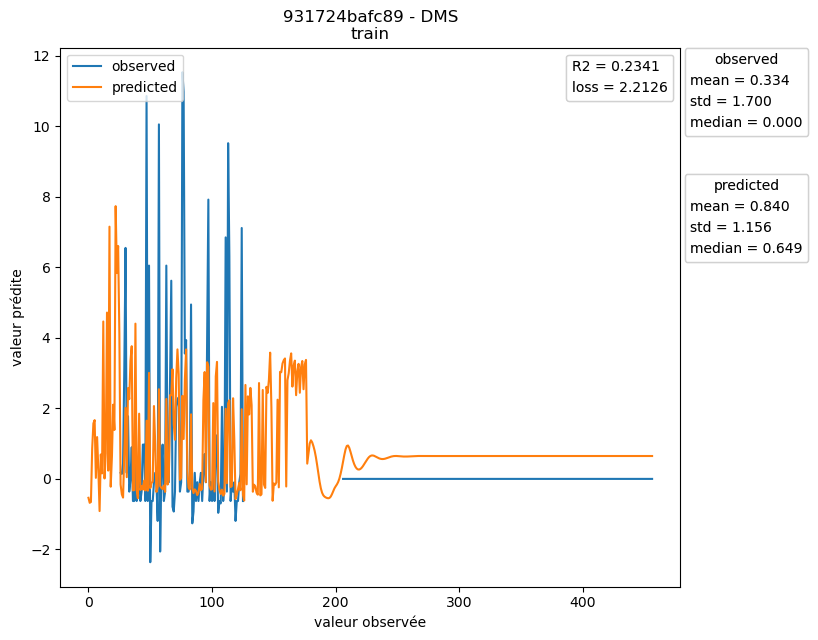 931724bafc89 - DMS
train
observed
predicted
R2 = 0.2341
loss = 2.2126
observed
mean = 0.334
std = 1.700
median = 0.000
predicted
mean = 0.840
std = 1.156
median = 0.649
valeur prédite
12
10
8
6
4
2
0
−2
0
100
200
300
400
valeur observée